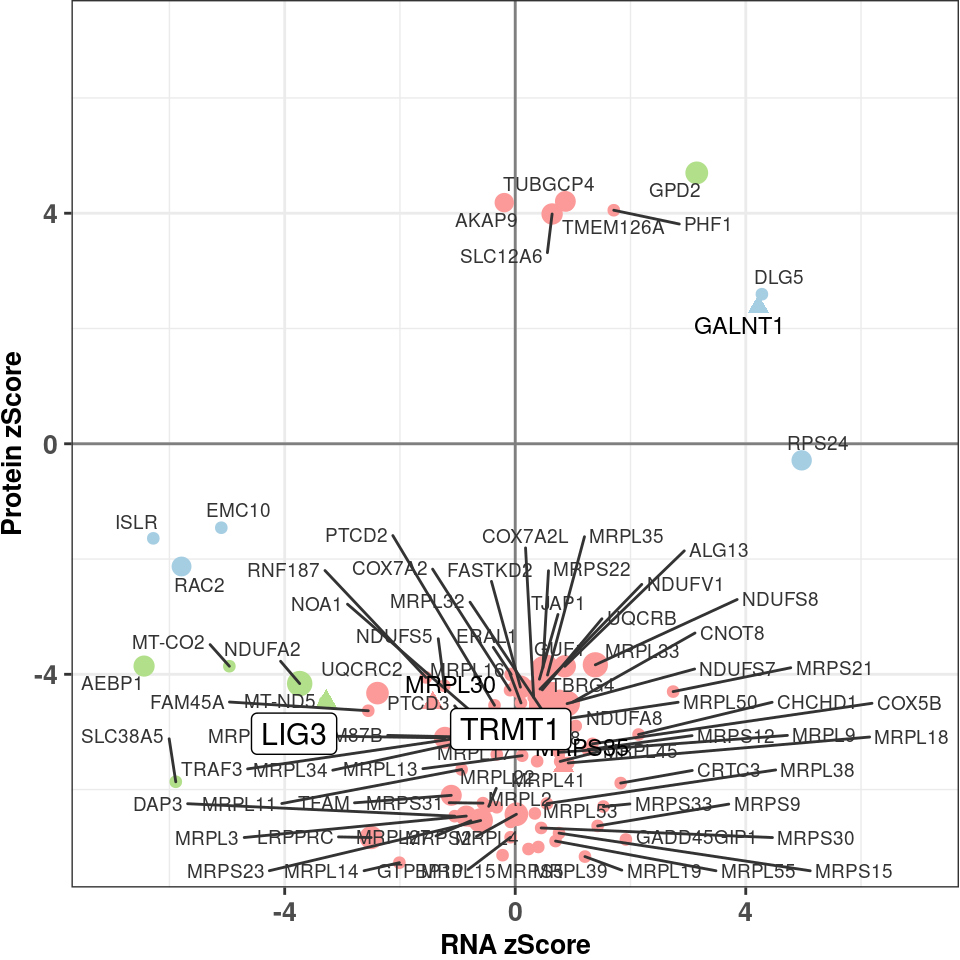 TUBGCP4
GPD2
AKAP9
TMEM126A
PHF1
SLC12A6
4
DLG5
GALNT1
Protein zScore
0
RPS24
EMC10
ISLR
RAC2
PTCD2
COX7A2L
MRPL35
ALG13
RNF187
COX7A2
FASTKD2
MRPS22
NDUFV1
NOA1
MRPL32
TJAP1
UQCRB
NDUFS8
CNOT8
MT-CO2
NDUFA2
NDUFS5
ERAL1
GUF1
MRPL33
-4
AEBP1
UQCRC2
MRPL16
MRPL30
TBRG4
NDUFS7
MRPS21
FAM45A
MT-ND5
PTCD3
MRPL50
CHCHD1
COX5B
SLC38A5
LIG3
TRMT1
NDUFA8
MRPS35
MRPL45
MRPS12
MRPL9
MRPL18
TRAF3
MRPL34
MRPL13
MRPL22
MRPL41
CRTC3
MRPL38
DAP3
MRPL11
TFAM
MRPS31
MRPL2
MRPL53
MRPS33
MRPS9
MRPL3
LRPPRC
MRPL4
GADD45GIP1
MRPS30
MRPS23
MRPL14
MRPL15
MRPL39
MRPL19
MRPL55
MRPS15
-4
0
4
RNA zScore